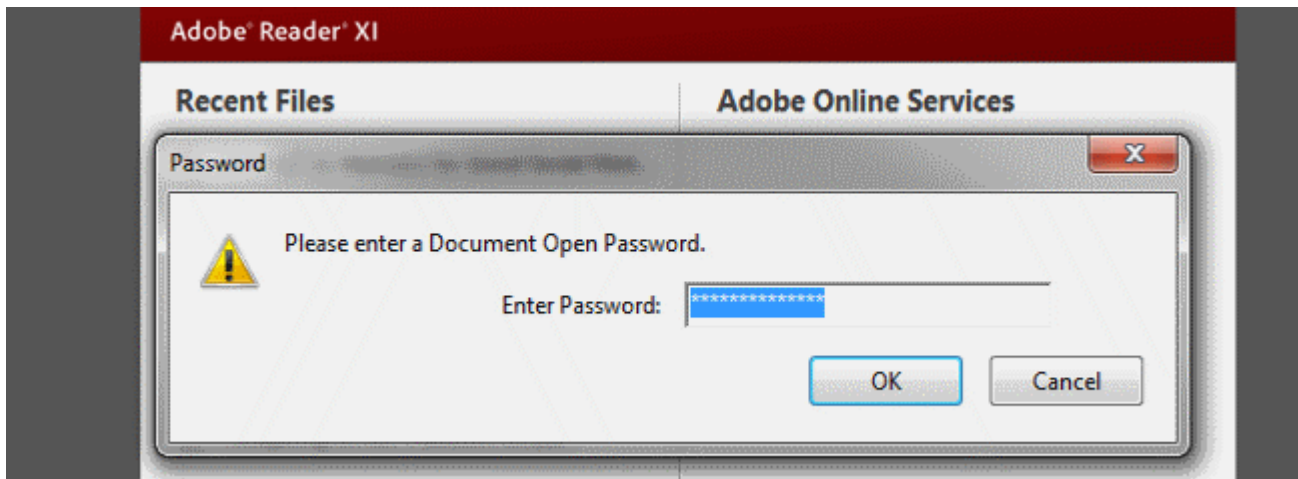 Adobe® Reader® XI
Recent Files
Adobe Online Services
Password
X
Please enter a Document Open Password.
Enter Password: **************
OK
Cancel